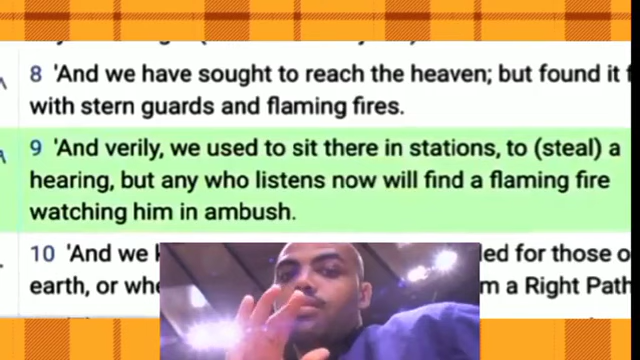 8 'And we have sought to reach the heaven; but found it
with stern guards and flaming fires.
9 'And verily, we used to sit there in stations, to (steal) a
hearing, but any who listens now will find a flaming fire
watching him in ambush.
10 'And we for those
earth, or a Right Path